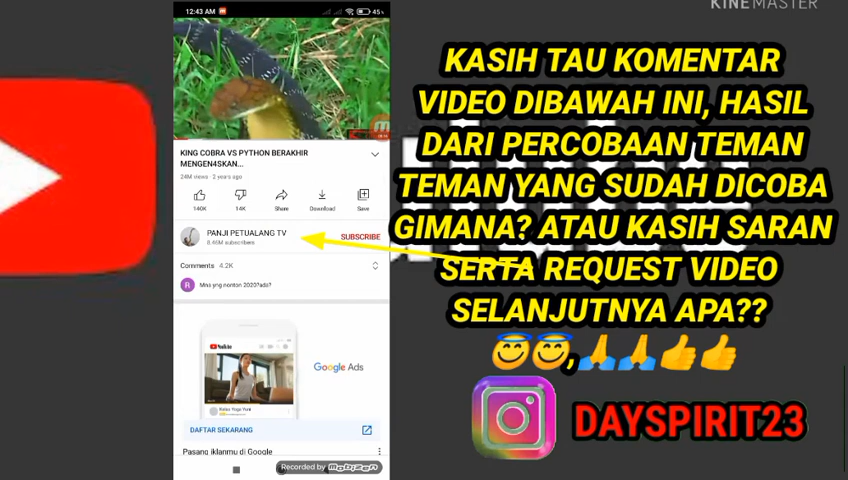 KINEMASTER
12:43 AM
45
KING COBRA VS PYTHON BERAKHIR
MENGEN4SKAN...
24M views · 2 years ago
140K
14K
Share
Download
Save
PANJI PETUALANG TV
8.46M subscribers
SUBSCRIBE
Comments 4.2K
R
Mna yng nonton 2020?ada?
YouTube
Google Ads
DAFTAR SEKARANG
Pasang iklanmu di Google
Recorded by mobizen
KASIH TAU KOMENTAR
VIDEO DIBAWAH INI, HASIL
DARI PERCOBAAN TEMAN
TEMAN YANG SUDAH DICOBA
GIMANA? ATAU KASIH SARAN
SERTA REQUEST VIDEO
SELANJUTNYA APA??
😇😇,🙏🙏👍👍
DAYSPIRIT23